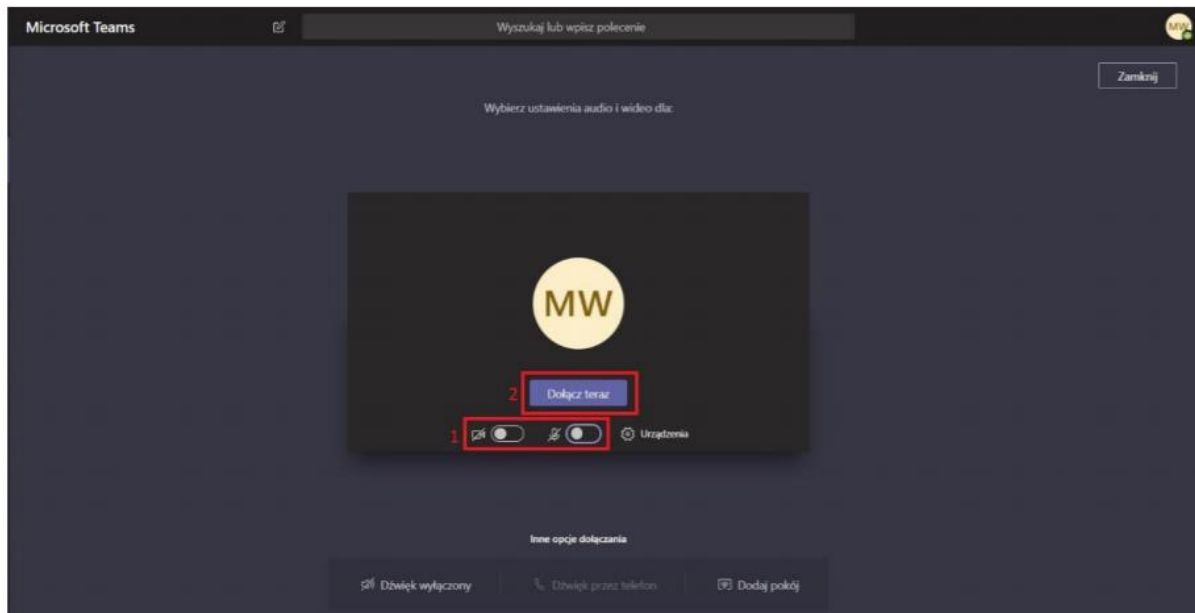 Microsoft Teams
Wyszukaj lub wpisz polecenie
MW
Zamknij
Wybierz ustawienia audio i wideo dla:
MW
2 Dołącz teraz
1 Urządzenia
Inne opcje dołączania
Dźwięk wyłączony Dźwięk przez telefon Dodaj pokój